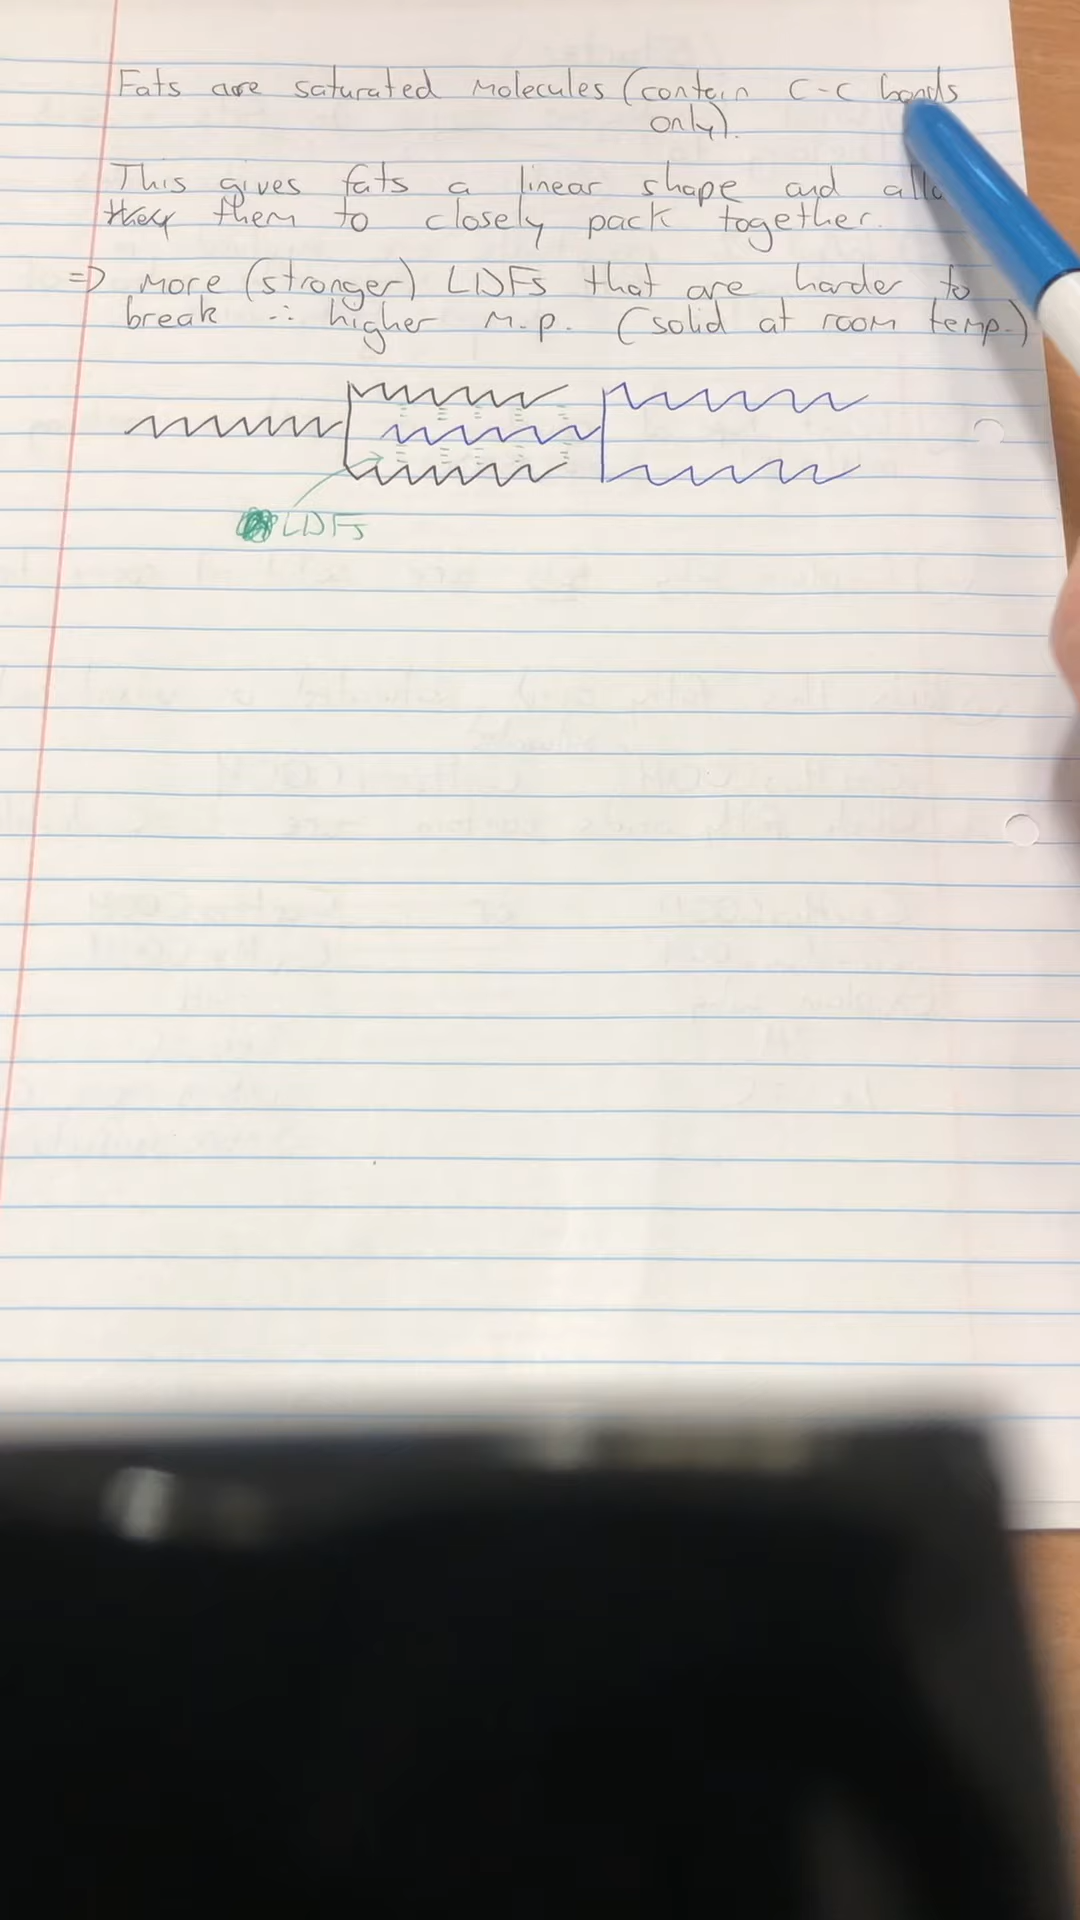 Fats are saturated molecules (contain C-C bonds
only).
This gives fats a linear shape and
they them to closely pack together.
=> more (stronger) LDFs that are harder to
break ∴ higher m.p. (solid at room temp.)
LDFs